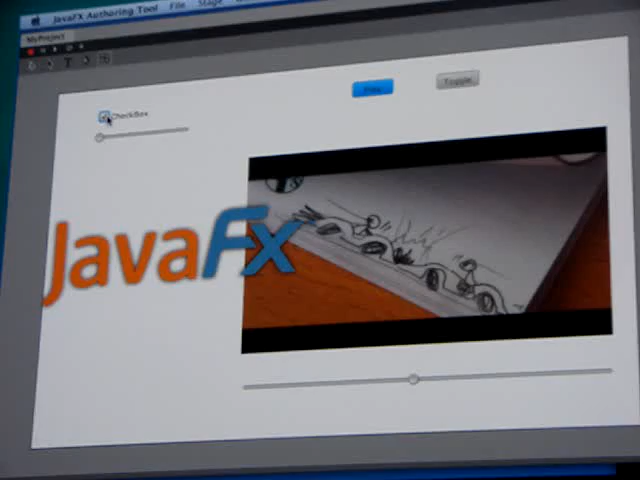 JavaFX Authoring Tool File Stage
MyProject
T
Play Toggle
CheckBox
JavaFx